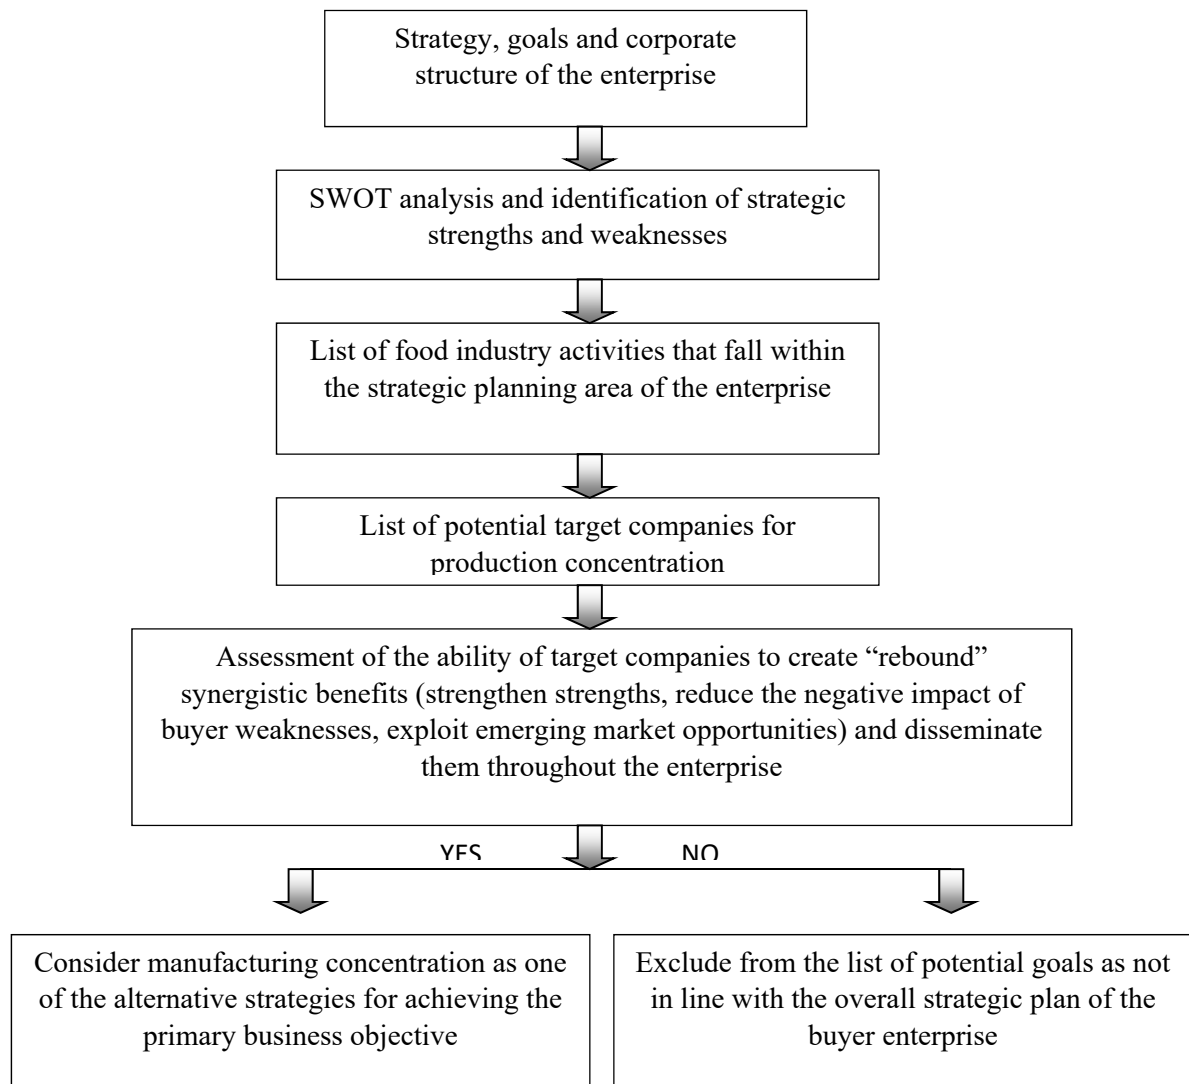 Strategy, goals and corporate
structure of the enterprise
SWOT analysis and identification of strategic
strengths and weaknesses
List of food industry activities that fall within
the strategic planning area of the enterprise
List of potential target companies for
production concentration
Assessment of the ability of target companies to create “rebound”
synergistic benefits (strengthen strengths, reduce the negative impact of
buyer weaknesses, exploit emerging market opportunities) and disseminate
them throughout the enterprise
YES
NO
Consider manufacturing concentration as one
of the alternative strategies for achieving the
primary business objective
Exclude from the list of potential goals as not
in line with the overall strategic plan of the
buyer enterprise